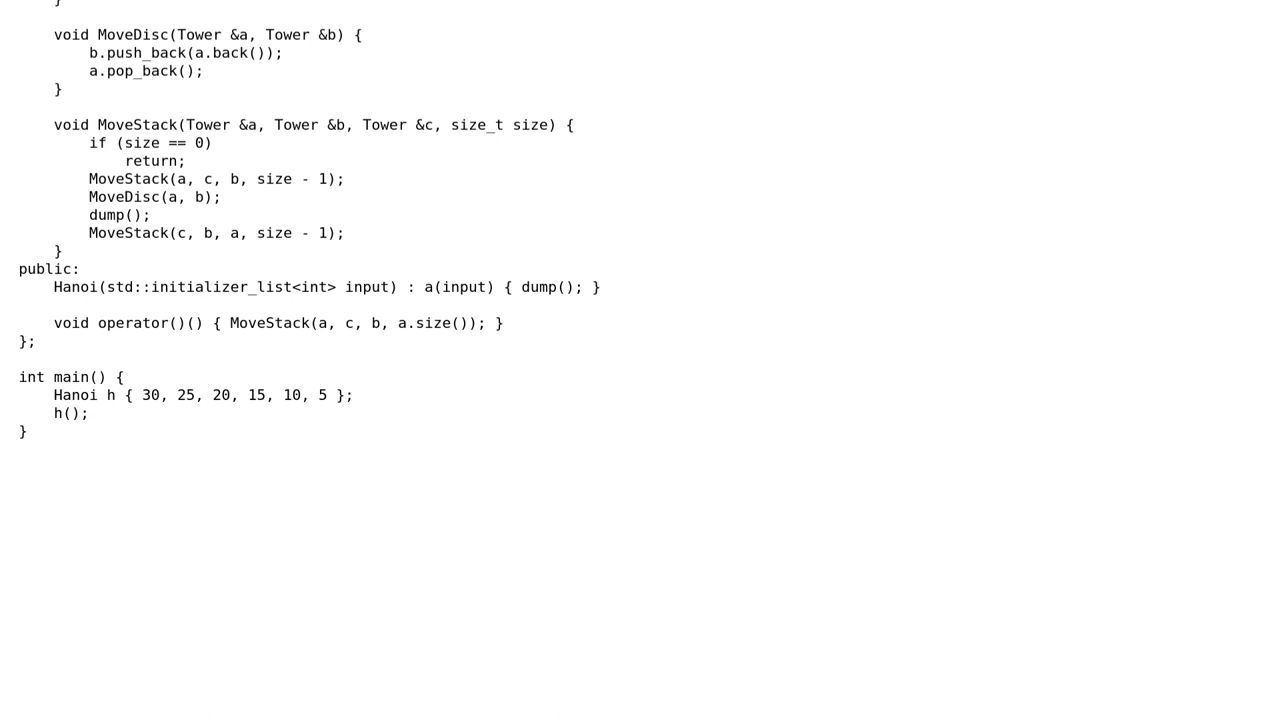 }
    void MoveDisc(Tower &a, Tower &b) {
        b.push_back(a.back());
        a.pop_back();
    }
    void MoveStack(Tower &a, Tower &b, Tower &c, size_t size) {
        if (size == 0)
            return;
        MoveStack(a, c, b, size - 1);
        MoveDisc(a, b);
        dump();
        MoveStack(c, b, a, size - 1);
    }
public:
    Hanoi(std::initializer_list<int> input) : a(input) { dump(); }
    void operator()() { MoveStack(a, c, b, a.size()); }
};
int main() {
    Hanoi h { 30, 25, 20, 15, 10, 5 };
    h();
}